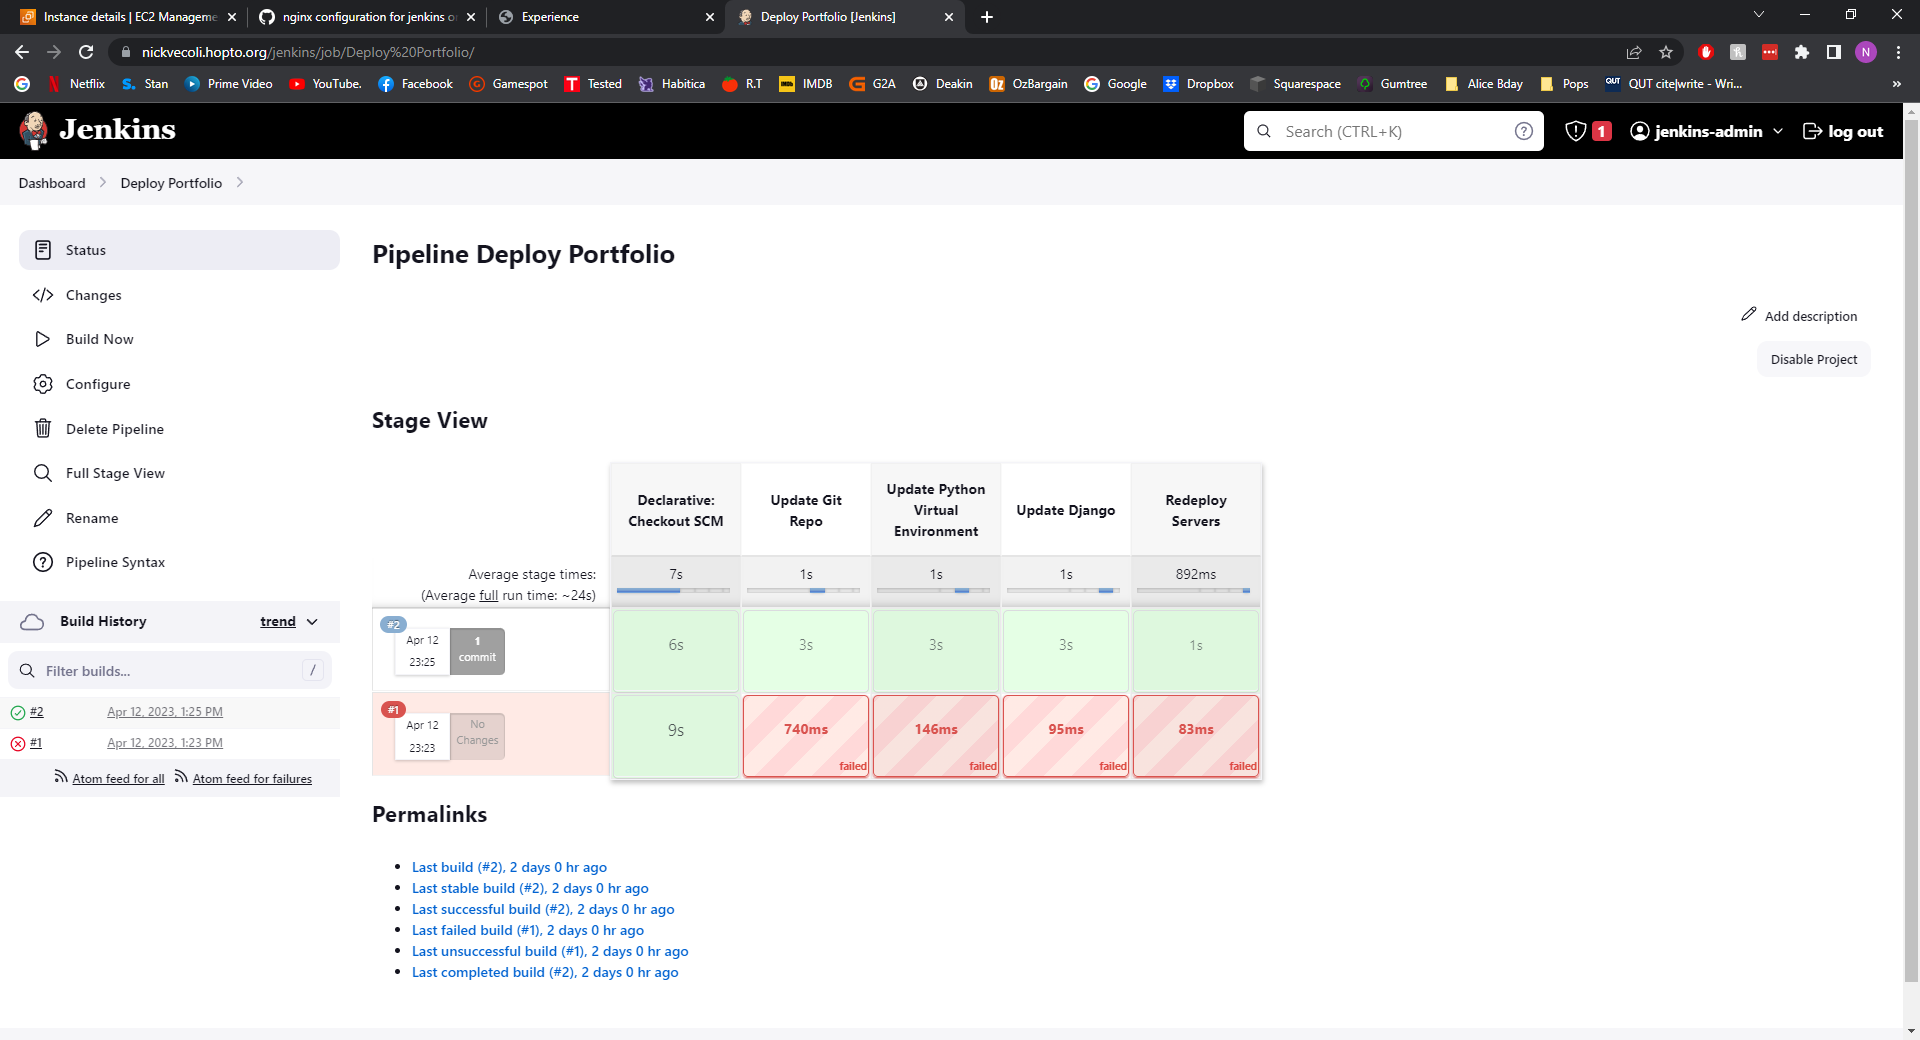 Instance details | EC2 Manageme
nginx configuration for jenkins or
Experience
Deploy Portfolio [Jenkins]
nickvecoli.hopto.org/jenkins/job/Deploy%20Portfolio/
N
Netflix
Stan
Prime Video
YouTube.
Facebook
Gamespot
Tested
Habitica
R.T
IMDB
G2A
Deakin
OzBargain
Google
Dropbox
Squarespace
Gumtree
Alice Bday
Pops
QUT cite|write - Wri...
»
Jenkins
Search (CTRL+K)
1
jenkins-admin
log out
Dashboard
Deploy Portfolio
Status
Changes
Build Now
Configure
Delete Pipeline
Full Stage View
Rename
Pipeline Syntax
Build History
trend
Filter builds...
/
#2
Apr 12, 2023, 1:25 PM
#1
Apr 12, 2023, 1:23 PM
Atom feed for all
Atom feed for failures
Pipeline Deploy Portfolio
Add description
Disable Project
Stage View
Declarative:
Checkout SCM
Update Git
Repo
Update Python
Virtual
Environment
Update Django
Redeploy
Servers
Average stage times:
(Average full run time: ~24s)
7s
1s
1s
1s
892ms
#2
Apr 12
23:25
1
commit
6s
3s
3s
3s
1s
#1
Apr 12
23:23
No
Changes
9s
740ms
failed
146ms
failed
95ms
failed
83ms
failed
Permalinks
Last build (#2), 2 days 0 hr ago
Last stable build (#2), 2 days 0 hr ago
Last successful build (#2), 2 days 0 hr ago
Last failed build (#1), 2 days 0 hr ago
Last unsuccessful build (#1), 2 days 0 hr ago
Last completed build (#2), 2 days 0 hr ago